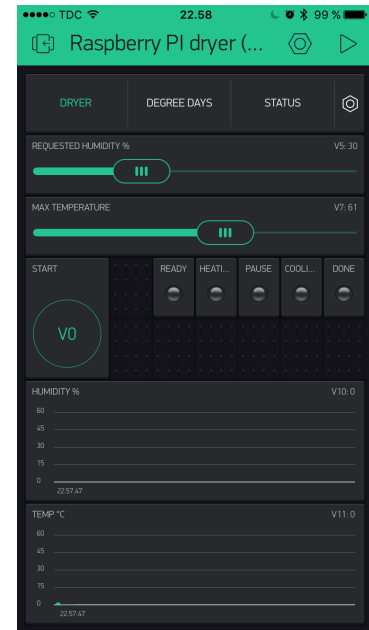 TDC 22.58 99 %
Raspberry PI dryer (...
DRYER DEGREE DAYS STATUS
REQUESTED HUMIDITY % V5: 30
MAX TEMPERATURE V7: 61
START READY HEATI... PAUSE COOLI... DONE
V0
HUMIDITY % V10: 0
60
45
30
15
0
22.57.47
TEMP °C V11: 0
60
45
30
15
0
22.57.47